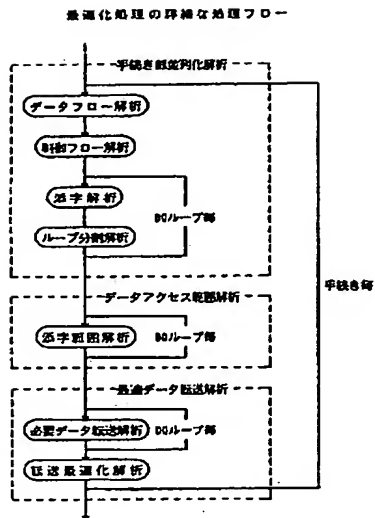 最適化処理の詳細な処理フロー
手続き間並列化解析
データフロー解析
制御フロー解析
添字解析
DOループ毎
ループ分割解析
手続き毎
データアクセス範囲解析
添字範囲解析
DOループ毎
最適データ転送解析
必要データ転送解析
DOループ毎
転送最適化解析